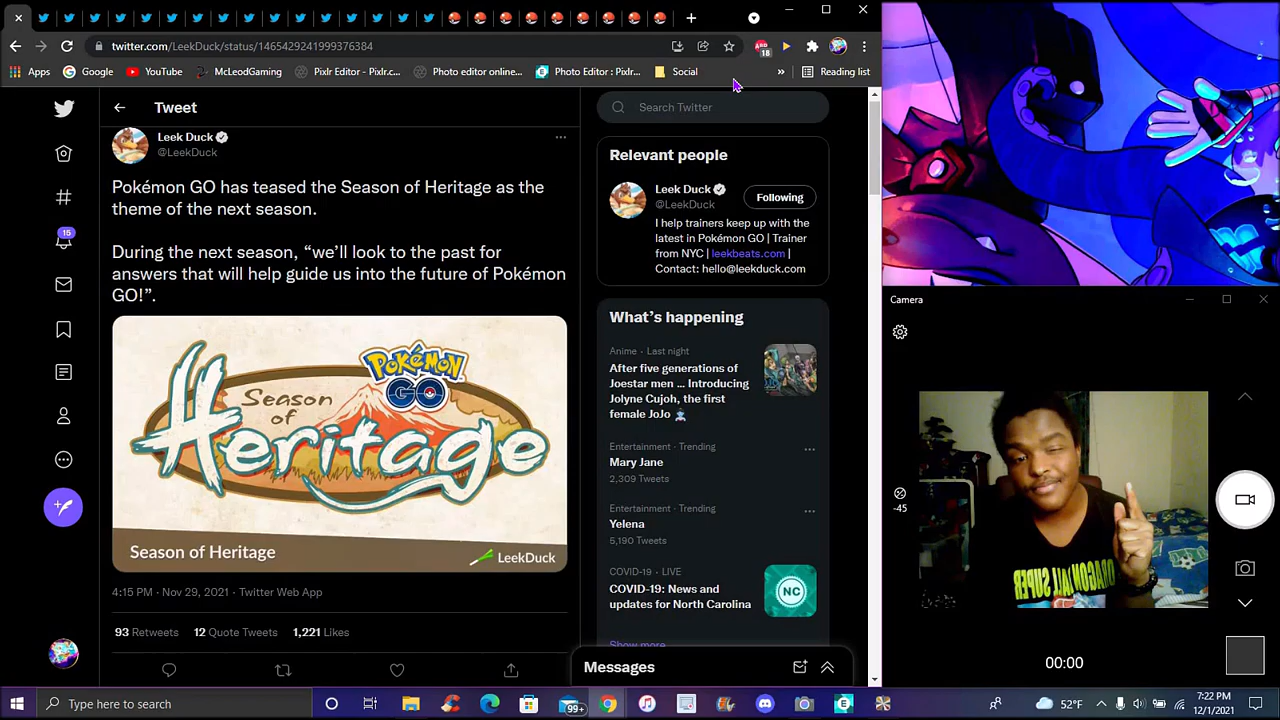 twitter.com/LeekDuck/status/1465429241999376384
18
Apps
Google
YouTube
McLeodGaming
Pixlr Editor - Pixlr.c...
Photo editor online...
Photo Editor : Pixlr...
Social
»
Reading list
Tweet
Leek Duck
@LeekDuck
Pokémon GO has teased the Season of Heritage as the
theme of the next season.
During the next season, “we’ll look to the past for
answers that will help guide us into the future of Pokémon
GO!”.
POKÉMON
GO
Season
of
Heritage
Season of Heritage
LeekDuck
4:15 PM · Nov 29, 2021 · Twitter Web App
93 Retweets
12 Quote Tweets
1,221 Likes
15
Search Twitter
Relevant people
Leek Duck
@LeekDuck
Following
I help trainers keep up with the
latest in Pokémon GO | Trainer
from NYC | leekbeats.com |
Contact: hello@leekduck.com
What’s happening
Anime · Last night
After five generations of
Joestar men ... Introducing
Jolyne Cujoh, the first
female JoJo
Entertainment · Trending
Mary Jane
2,309 Tweets
Entertainment · Trending
Yelena
5,190 Tweets
COVID-19 · LIVE
COVID-19: News and
updates for North Carolina
NC
Show more
Messages
Camera
-45
DRAGON BALL SUPER
00:00
Type here to search
99+
52°F
7:22 PM
12/1/2021